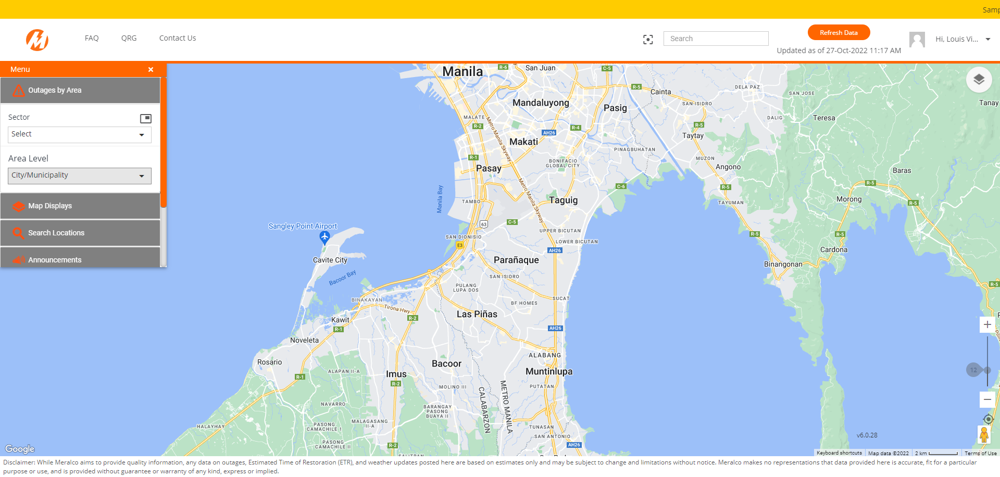 Samp
FAQ
QRG
Contact Us
Search
Refresh Data
Updated as of 27-Oct-2022 11:17 AM
Hi, Louis Vi...
Menu
Outages by Area
Sector
Select
Area Level
City/Municipality
Map Displays
Search Locations
Announcements
Manila
R-6
San Juan
C-5
R-5
Cainta
DELA PAZ
SAN JOSE
Tanay
Mandaluyong
Pasig
SAN ISIDRO
MALATE
R-2
Metro Manila Skyway
AH26
R-4
R-5
DALIG
Teresa
Taytay
Makati
PINAGBUHATAN
R-1
BONIFACIO
GLOBAL CITY
MUZON
Angono
Pasay
Baras
Metro Manila Skyway
C-6
R-5
R-5
Manila Bay
TAMBO
Taguig
TAYUMAN
Morong
R-5
Sangley Point Airport
63
C-5
UPPER BICUTAN
R-5
R-5
SAN DIONISIO
LOWER BICUTAN
E3
AH26
Cardona
Cavite City
Parañaque
Binangonan
Bacoor Bay
SAN ISIDRO
PULANG
LUPA DOS
R-5
BINAKAYAN
BF HOMES
SUCAT
Tirona Hwy
R-2
Las Piñas
Kawit
R-1
AH26
Noveleta
ALABANG
Rosario
Bacoor
ALAPAN II-A
Imus
Muntinlupa
R-1
R-2
MOLINO III
PUTATAN
CALABARZON
METRO MANILA
NAVARRO
BARANGAY
PASONG
BUAYA II
MALAGASANG
II-A
HALAYHAY
PASONG
CAMACHILE 1
TUNASAN
SAN ANTONIO
PASONG
CAMACHILE II
R-2
AH26
12
v6.0.28
Google
Keyboard shortcuts
Map data ©2022
2 km
Terms of Use
Disclaimer: While Meralco aims to provide quality information, any data on outages, Estimated Time of Restoration (ETR), and weather updates posted here are based on estimates only and may be subject to change and limitations without notice. Meralco makes no representations that data provided here is accurate, fit for a particular
purpose or use, and is provided without guarantee or warranty of any kind, express or implied.